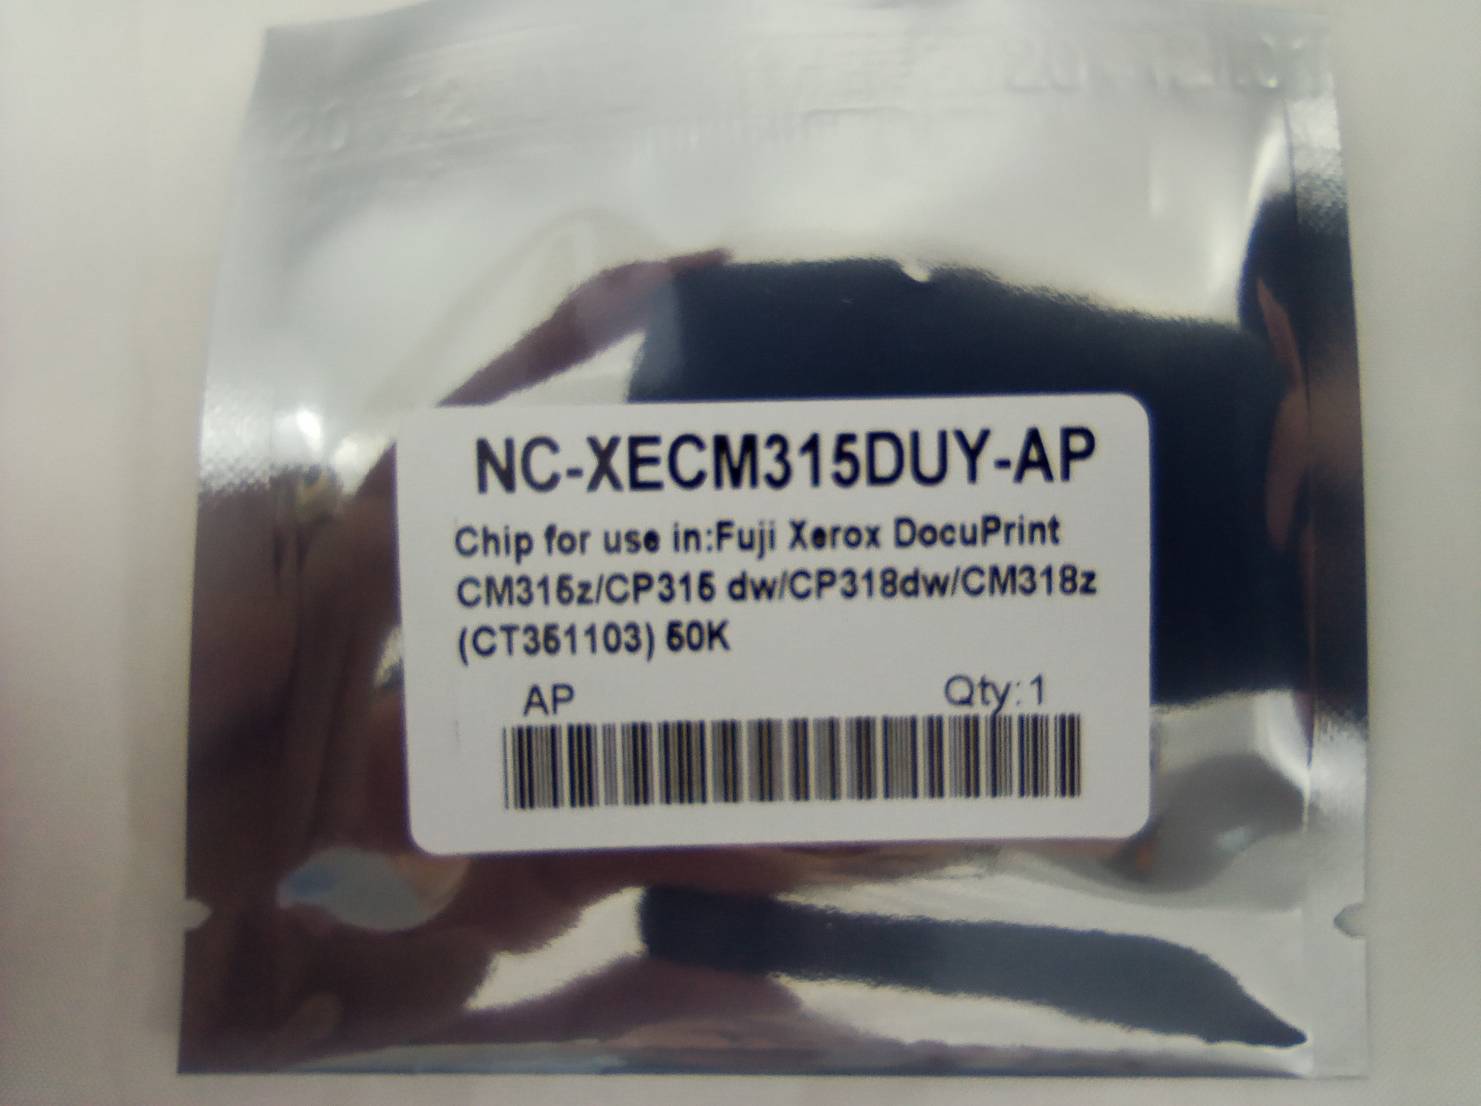 NC-XECM315DUY-AP
Chip for use in:Fuji Xerox DocuPrint
CM315z/CP315 dw/CP318dw/CM318z
(CT351103) 50K
AP Qty:1